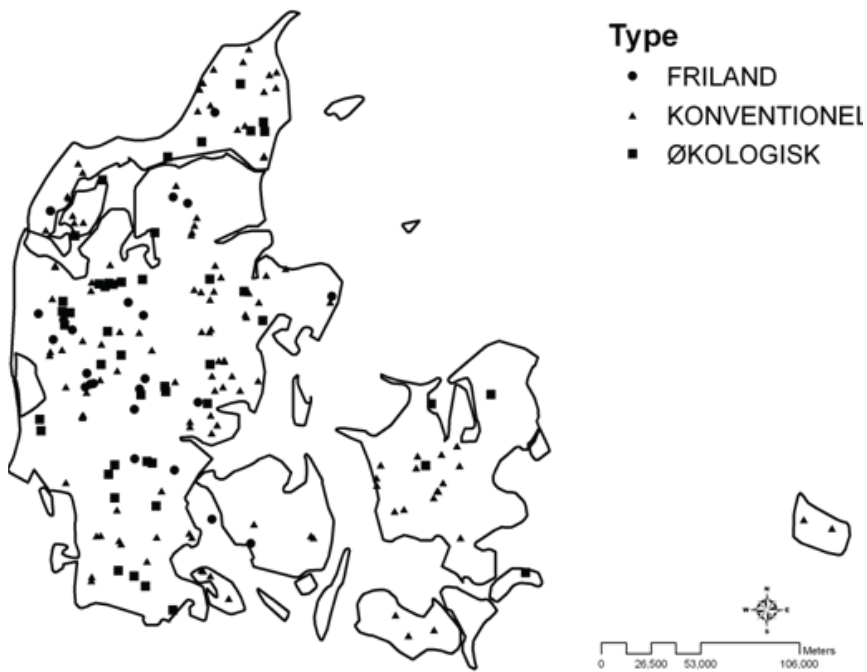 Type
FRILAND
KONVENTIONEL
ØKOLOGISK
N
W E
S
Meters
0 26.500 53.000 106.000